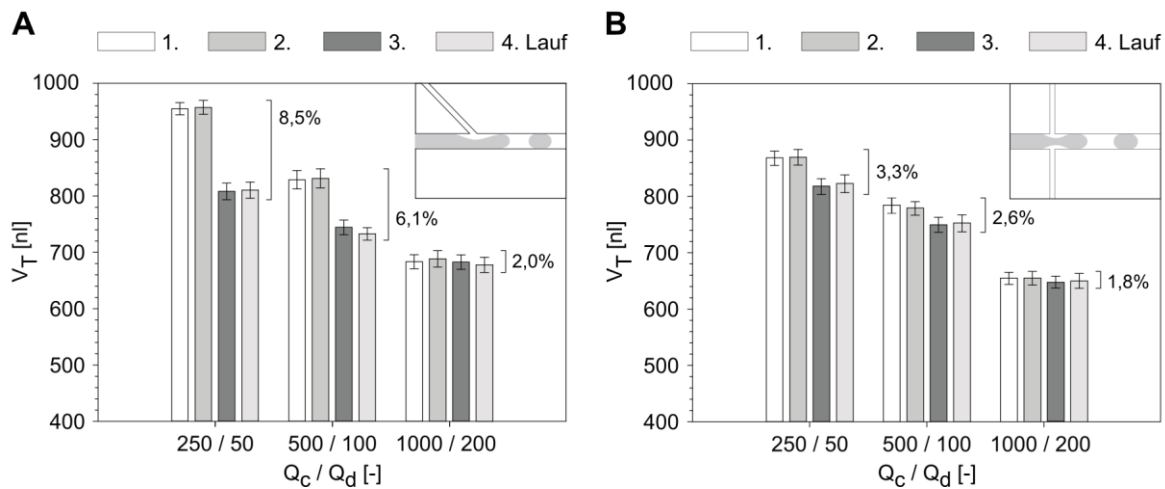 A
1. 2. 3. 4. Lauf
1000
900
800
700
600
500
400
V_T [nl]
8,5%
6,1%
2,0%
250 / 50 500 / 100 1000 / 200
Q_c / Q_d [-]
B
1. 2. 3. 4. Lauf
1000
900
800
700
600
500
400
V_T [nl]
3,3%
2,6%
1,8%
250 / 50 500 / 100 1000 / 200
Q_c / Q_d [-]